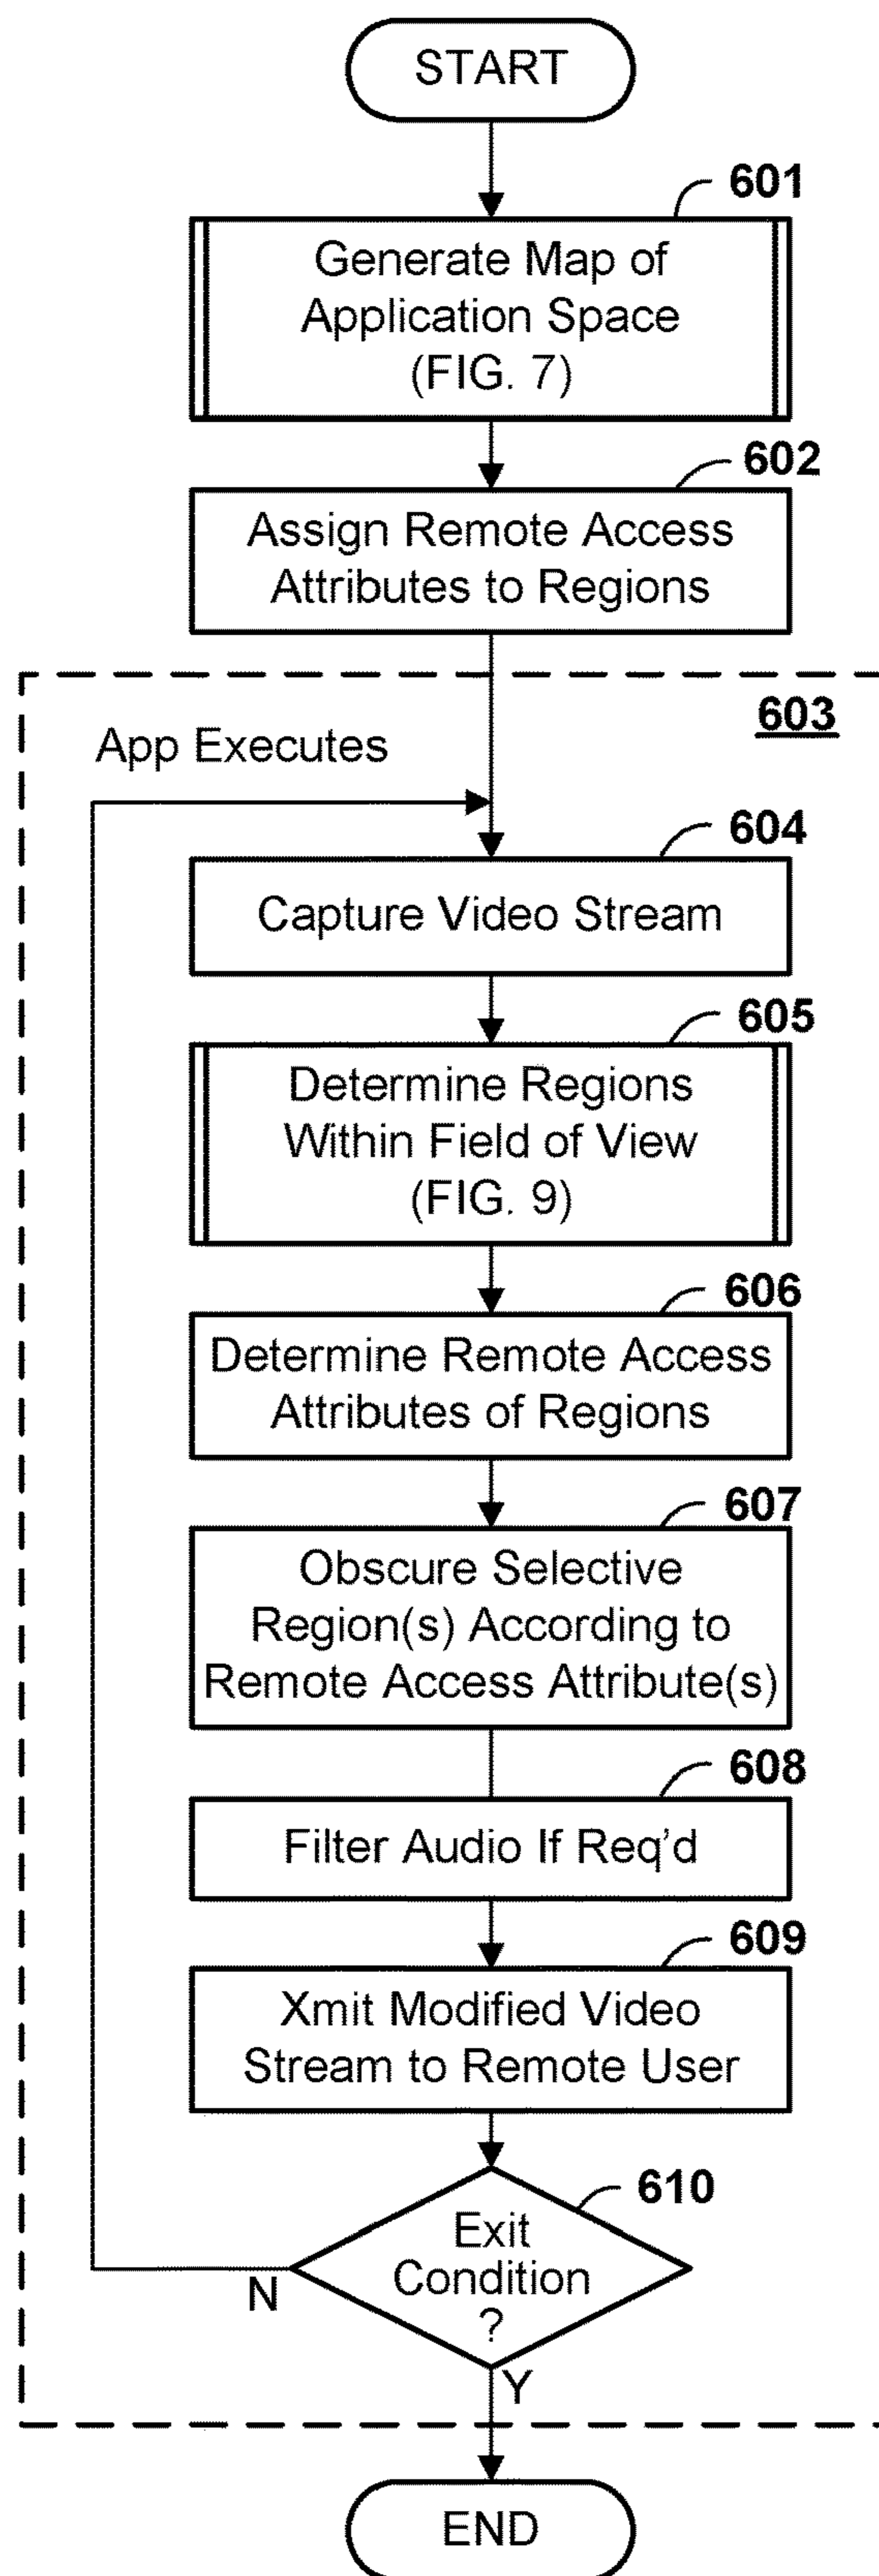 START
601
Generate Map of
Application Space
(FIG. 7)
602
Assign Remote Access
Attributes to Regions
603
App Executes
604
Capture Video Stream
605
Determine Regions
Within Field of View
(FIG. 9)
606
Determine Remote Access
Attributes of Regions
607
Obscure Selective
Region(s) According to
Remote Access Attribute(s)
608
Filter Audio If Req'd
609
Xmit Modified Video
Stream to Remote User
610
Exit
Condition
?
N
Y
END